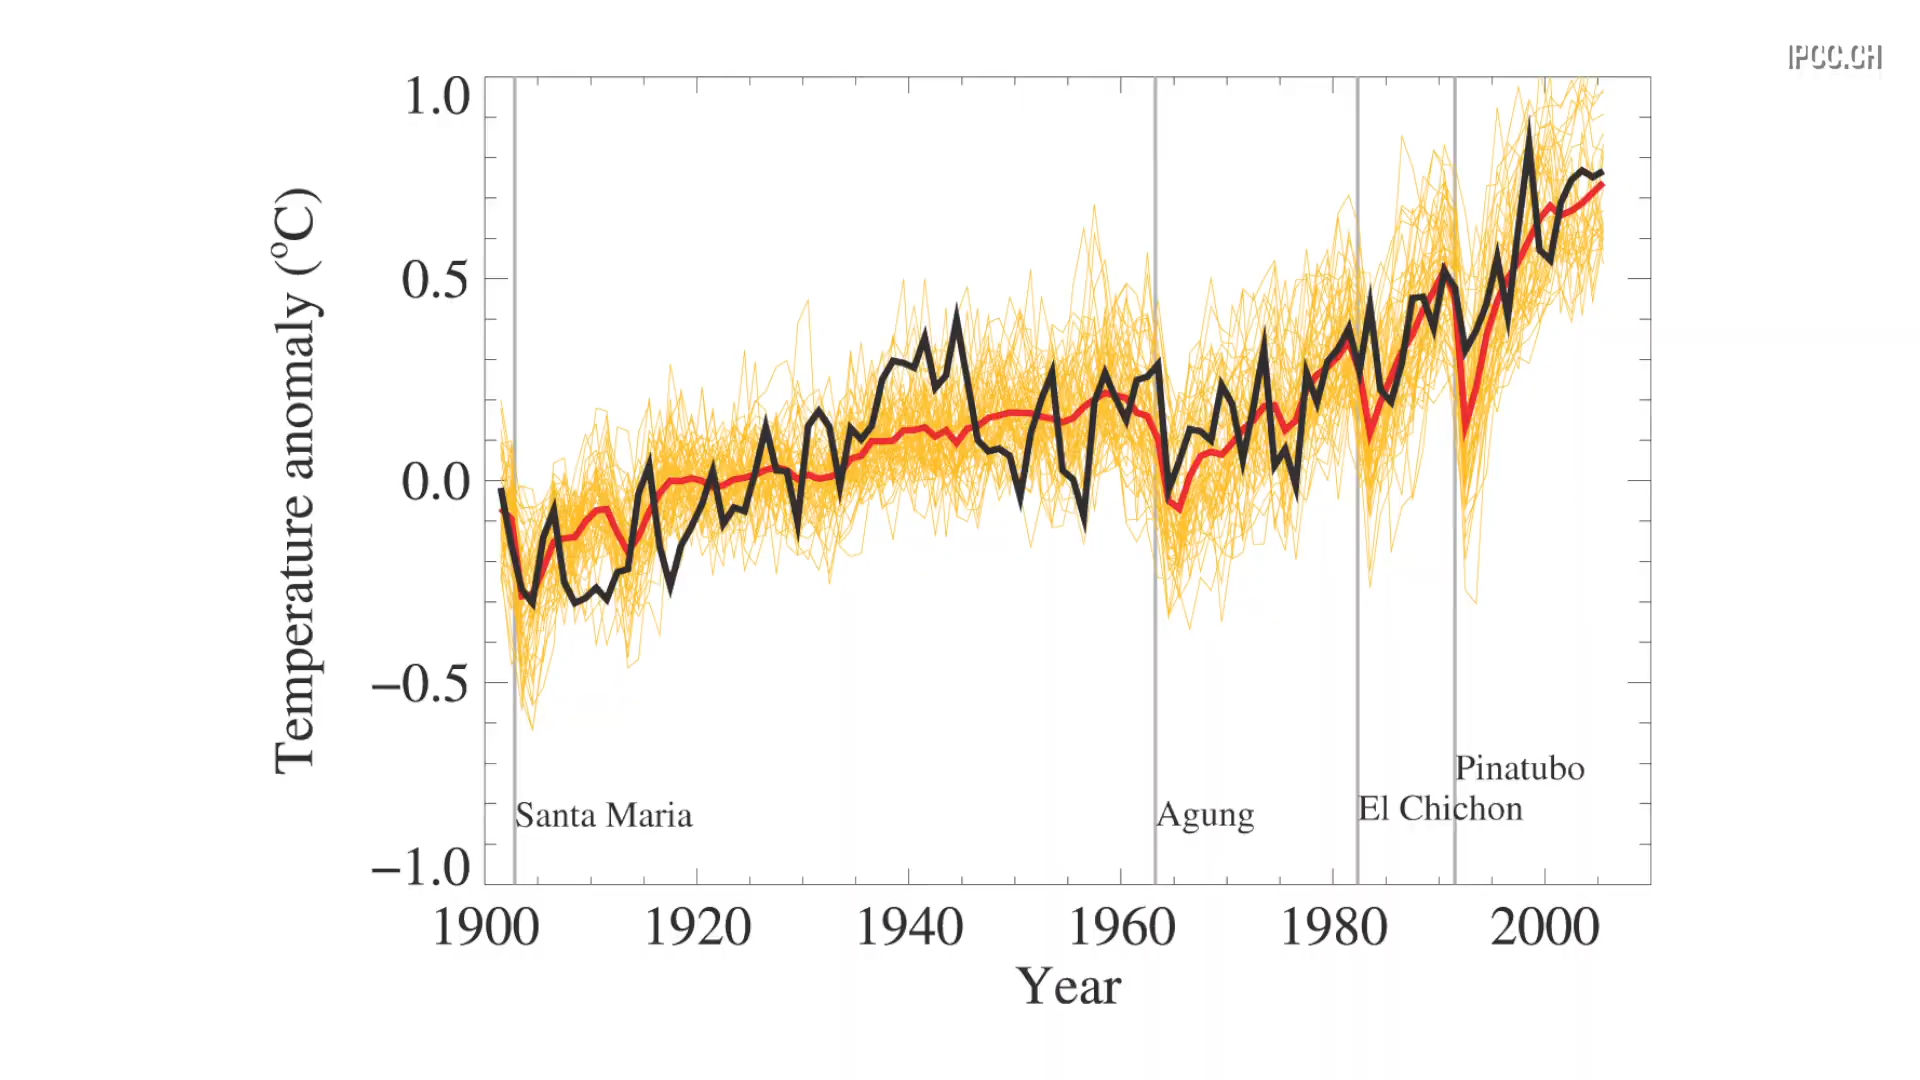 IPCC.CH
Temperature anomaly (ºC)
1.0
0.5
0.0
−0.5
−1.0
Santa Maria
Agung
El Chichon
Pinatubo
1900 1920 1940 1960 1980 2000
Year